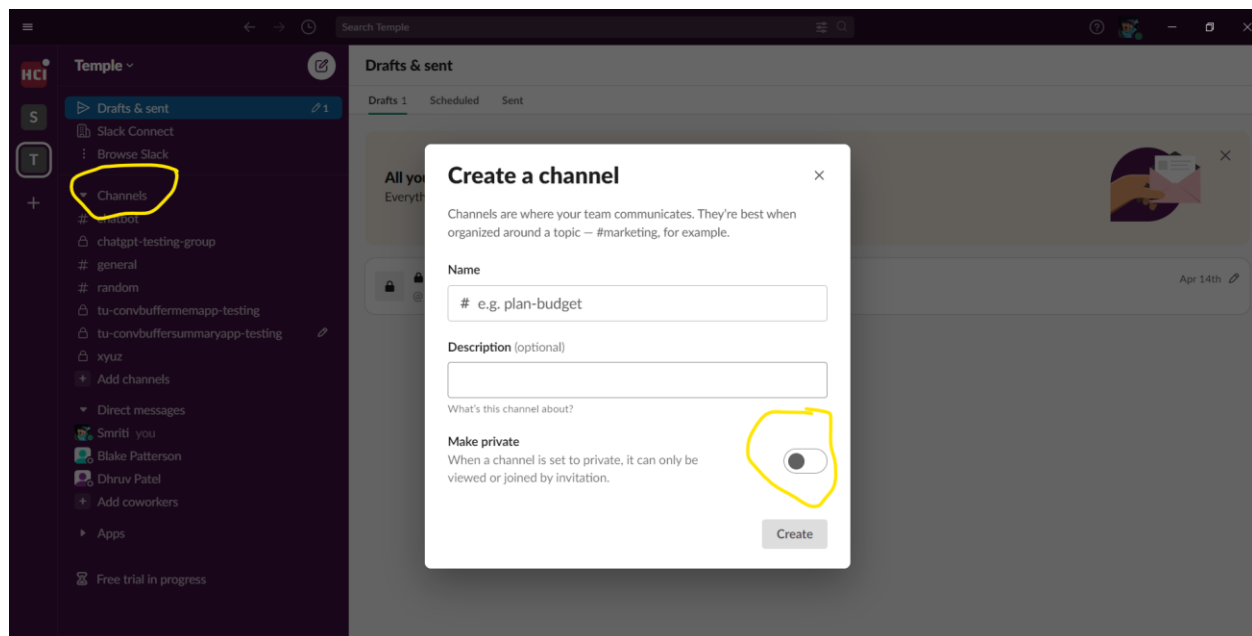 Search Temple
HCI
S
T
Temple
Drafts & sent
1
Slack Connect
Browse Slack
Channels
# chatbot
chatgpt-testing-group
# general
# random
tu-convbuffermemapp-testing
tu-convbuffersummaryapp-testing
xyuz
+ Add channels
Direct messages
Smriti you
Blake Patterson
Dhruv Patel
+ Add coworkers
Apps
Free trial in progress
Drafts & sent
Drafts 1 Scheduled Sent
All you
Everyth
@
Apr 14th
Create a channel
Channels are where your team communicates. They're best when
organized around a topic — #marketing, for example.
Name
# e.g. plan-budget
Description (optional)
What's this channel about?
Make private
When a channel is set to private, it can only be
viewed or joined by invitation.
Create